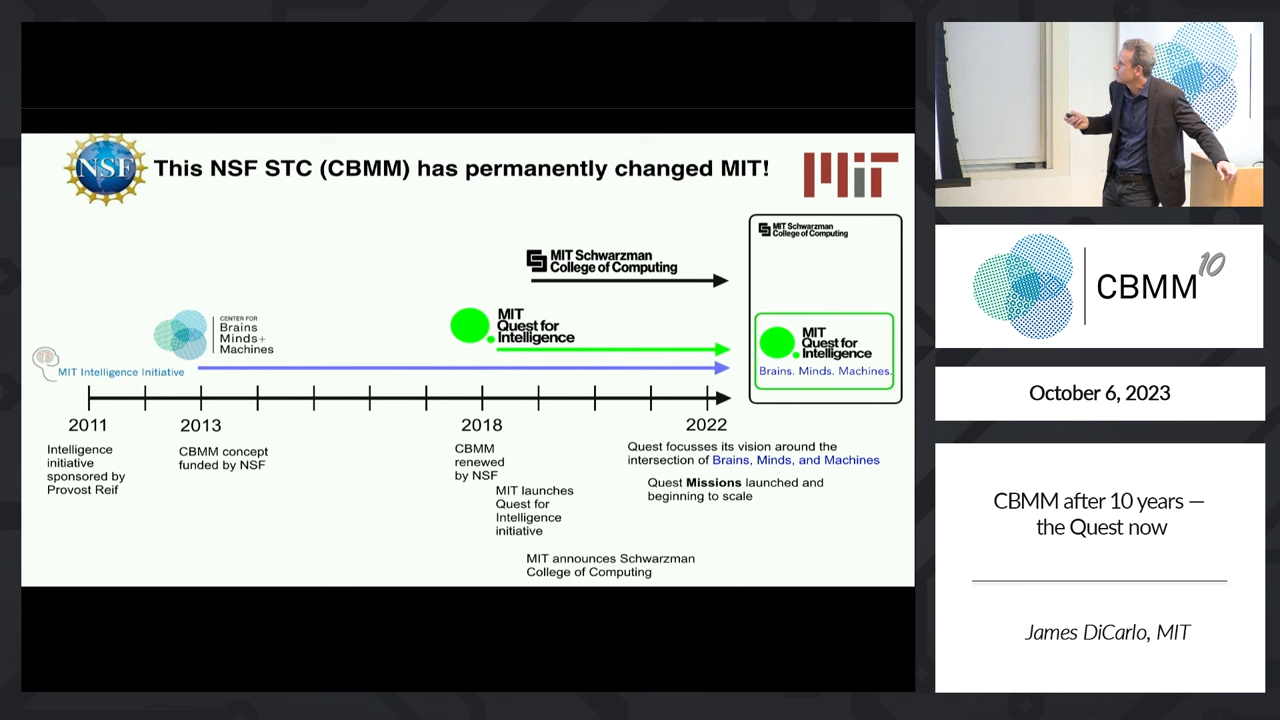 NSF
This NSF STC (CBMM) has permanently changed MIT!
MiT
MIT Schwarzman
College of Computing
MIT Schwarzman
College of Computing
CENTER FOR
Brains
Minds+
Machines
MIT
Quest for
Intelligence
MIT
Quest for
Intelligence
Brains. Minds. Machines.
MIT Intelligence Initiative
2011
2013
2018
2022
Intelligence
initiative
sponsored by
Provost Reif
CBMM concept
funded by NSF
CBMM
renewed
by NSF
MIT launches
Quest for
Intelligence
initiative
MIT announces Schwarzman
College of Computing
Quest focusses its vision around the
intersection of Brains, Minds, and Machines
Quest Missions launched and
beginning to scale
CBMM 10
October 6, 2023
CBMM after 10 years —
the Quest now
James DiCarlo, MIT